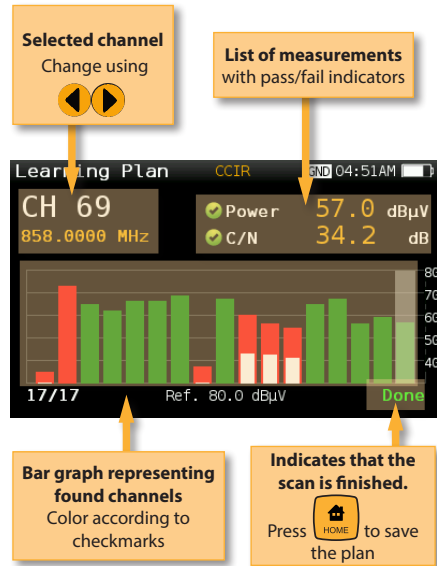 Selected channel
Change using
List of measurements
with pass/fail indicators
Learning Plan CCIR GND 04:51AM
CH 69
858.0000 MHz
Power 57.0 dBµV
C/N 34.2 dB
80
70
60
50
40
17/17 Ref. 80.0 dBµV Done
Bar graph representing
found channels
Color according to
checkmarks
Indicates that the
scan is finished.
Press HOME to save
the plan